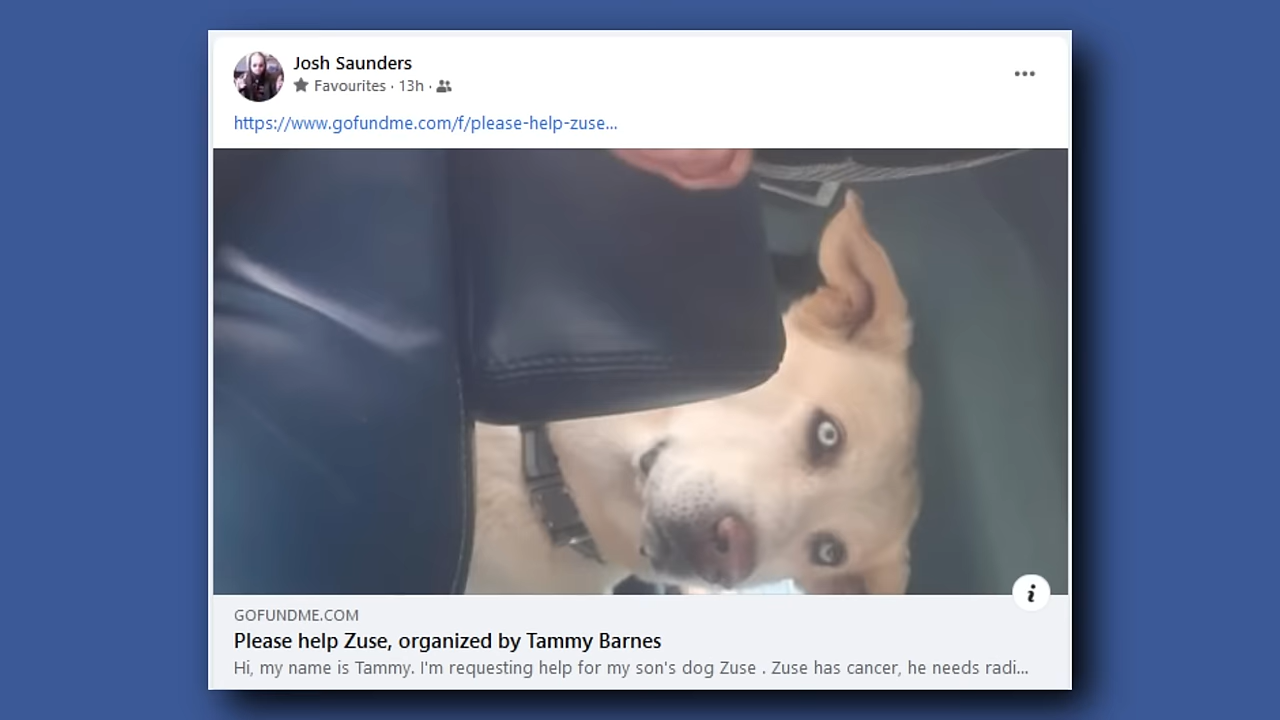 Josh Saunders
Favourites · 13h ·
https://www.gofundme.com/f/please-help-zuse...
GOFUNDME.COM
Please help Zuse, organized by Tammy Barnes
Hi, my name is Tammy. I'm requesting help for my son's dog Zuse . Zuse has cancer, he needs radi...